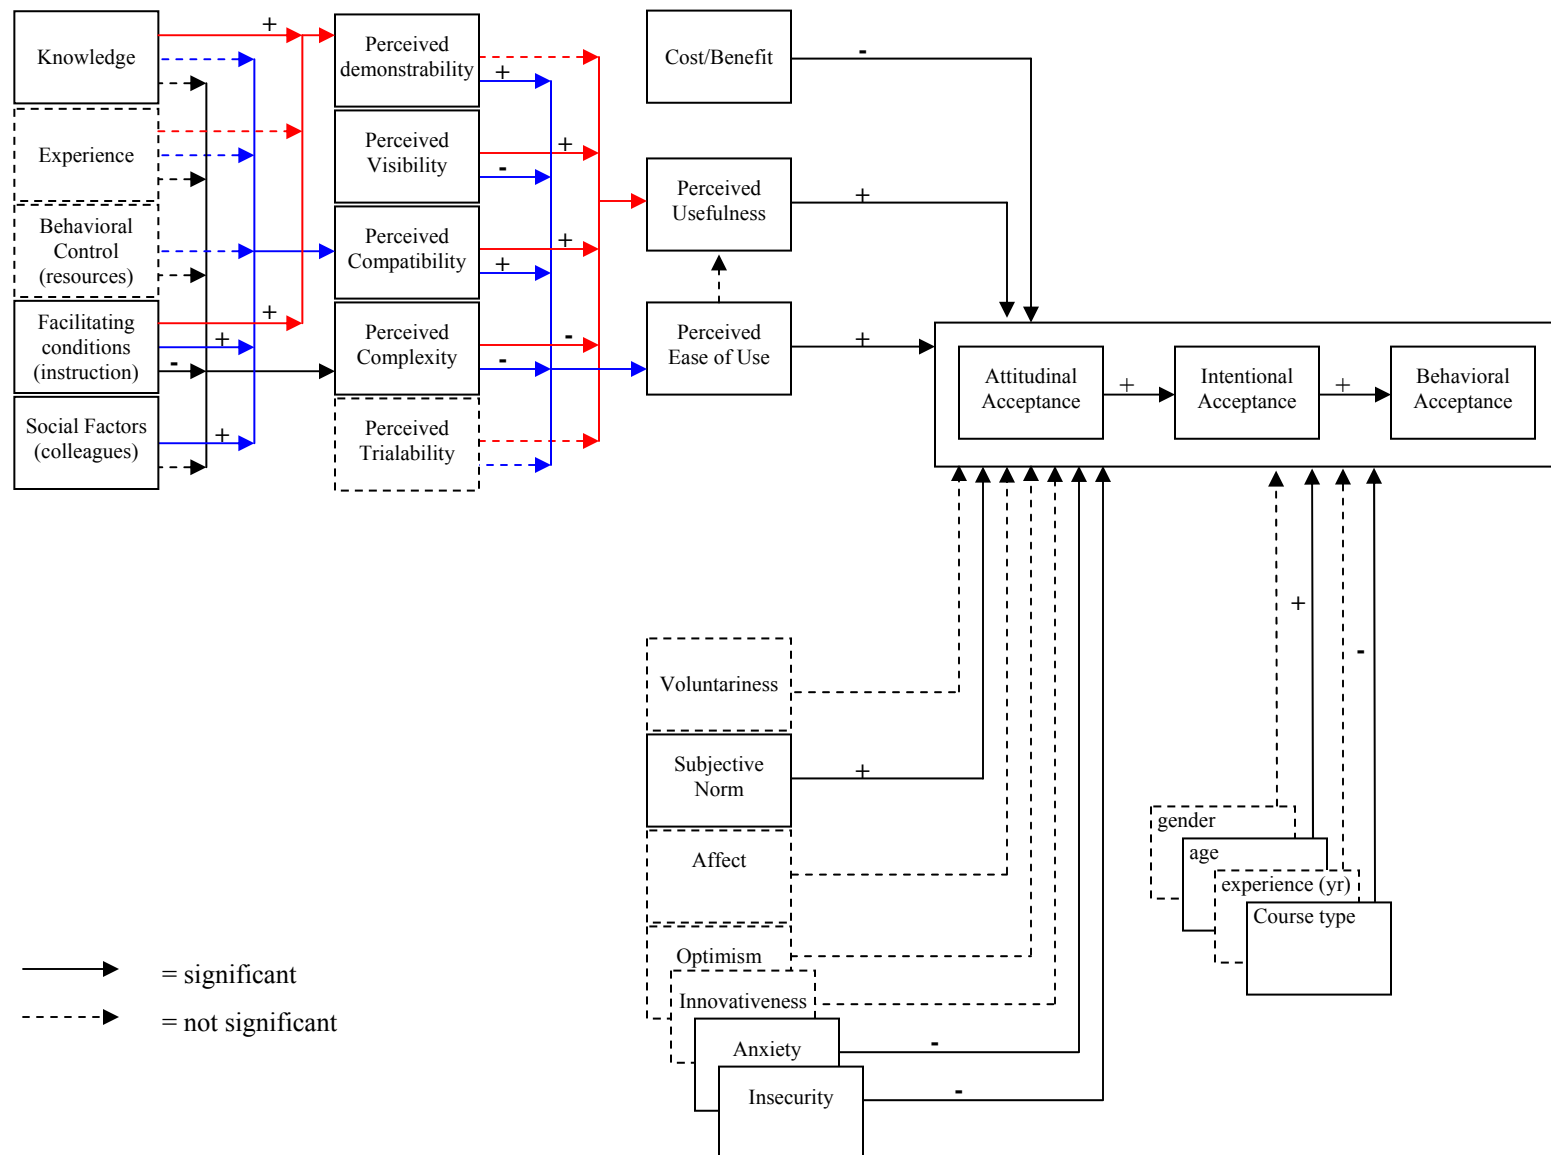 Knowledge
Experience
Behavioral
Control
(resources)
Facilitating
conditions
(instruction)
Social Factors
(colleagues)
+
+
+
-
+
Perceived
demonstrability
Perceived
Visibility
Perceived
Compatibility
Perceived
Complexity
Perceived
Trialability
+
+
-
+
+
-
-
Cost/Benefit
-
Perceived
Usefulness
+
Perceived
Ease of Use
+
Attitudinal
Acceptance
+
Intentional
Acceptance
+
Behavioral
Acceptance
Voluntariness
Subjective
Norm
+
Affect
Optimism
Innovativeness
Anxiety
-
Insecurity
-
+
-
gender
age
experience (yr)
Course type
= significant
= not significant